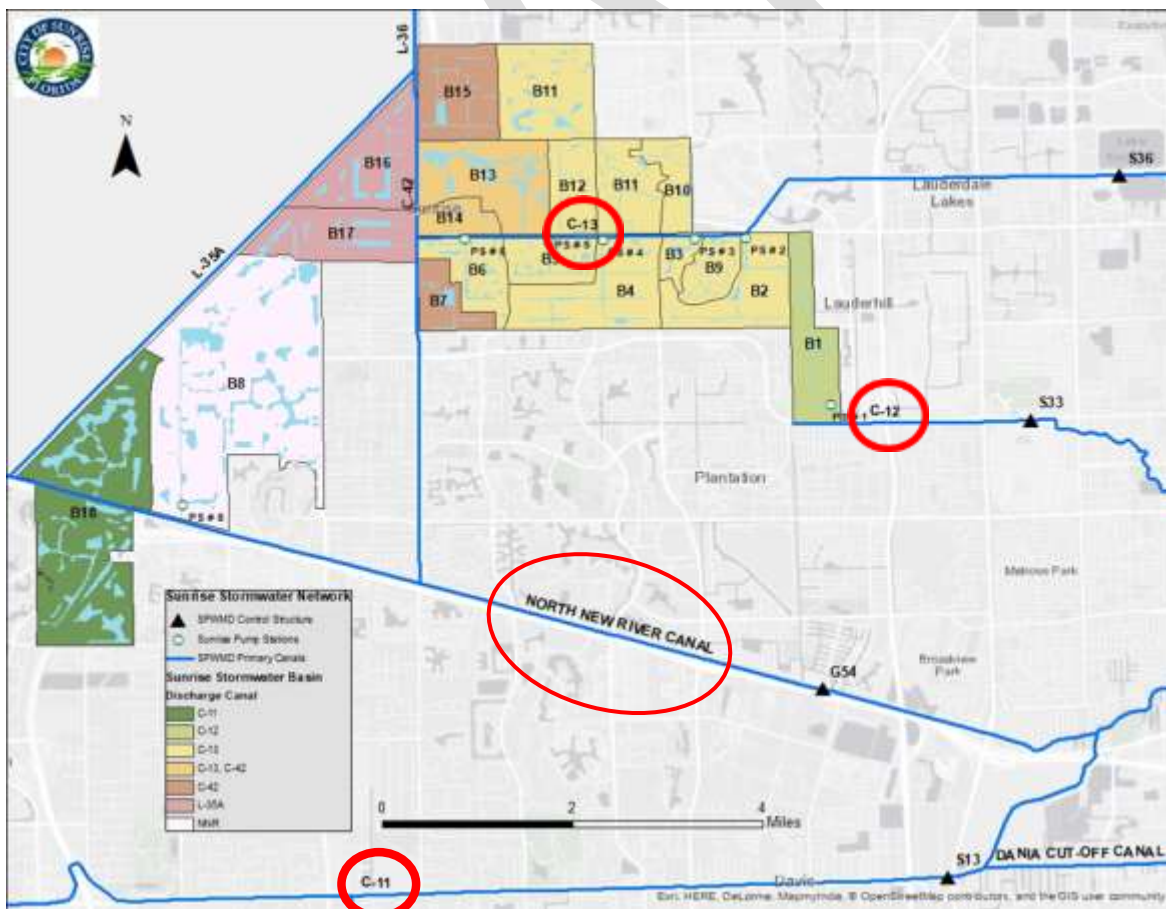 CITY OF SUNRISE
FLORIDA
L-36
N
B15
B11
B16
C-42
B13
B12
B11
B10
S36
Lauderdale
Lakes
B14
C-13
B17
L-35A
PS # 5
PS # 4
PS # 3
PS # 2
B6
B3
B9
B7
B4
B2
Lauderhill
B1
B8
C-12
S33
Plantation
B18
PS # 8
Melrose Park
Sunrise Stormwater Network
SFWMD Control Structure
Sunrise Pump Stations
SFWMD Primary Canals
Sunrise Stormwater Basin
Discharge Canal
C-11
C-12
C-13
C-13, C-42
C-42
L-35A
NNR
NORTH NEW RIVER CANAL
Broadview
Park
G54
0 2 4
Miles
C-11
S13
DANIA CUT-OFF CANAL
Davie
Esri, HERE, DeLorme, MapmyIndia, © OpenStreetMap contributors, and the GIS user community